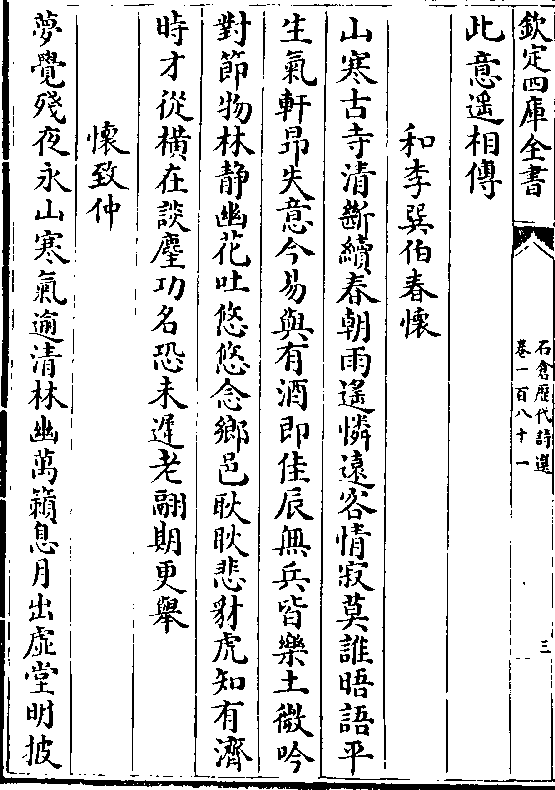 欽定四庫全書
石倉歴代詩選
卷一百八十一
三
此意遥相傳
和李巽伯春懷
山寒古寺清斷續春朝雨遥憐遠客情寂莫誰晤語平
生氣軒昂失意今易與有酒即佳辰無兵皆樂土微吟
對節物林静幽花吐悠悠念鄉邑耿耿悲豺虎知有濟
時才從横在談麈功名恐未遲老翮期更舉
懷致仲
夢覺殘夜永山寒氣逾清林幽萬籟息月出虚堂明披